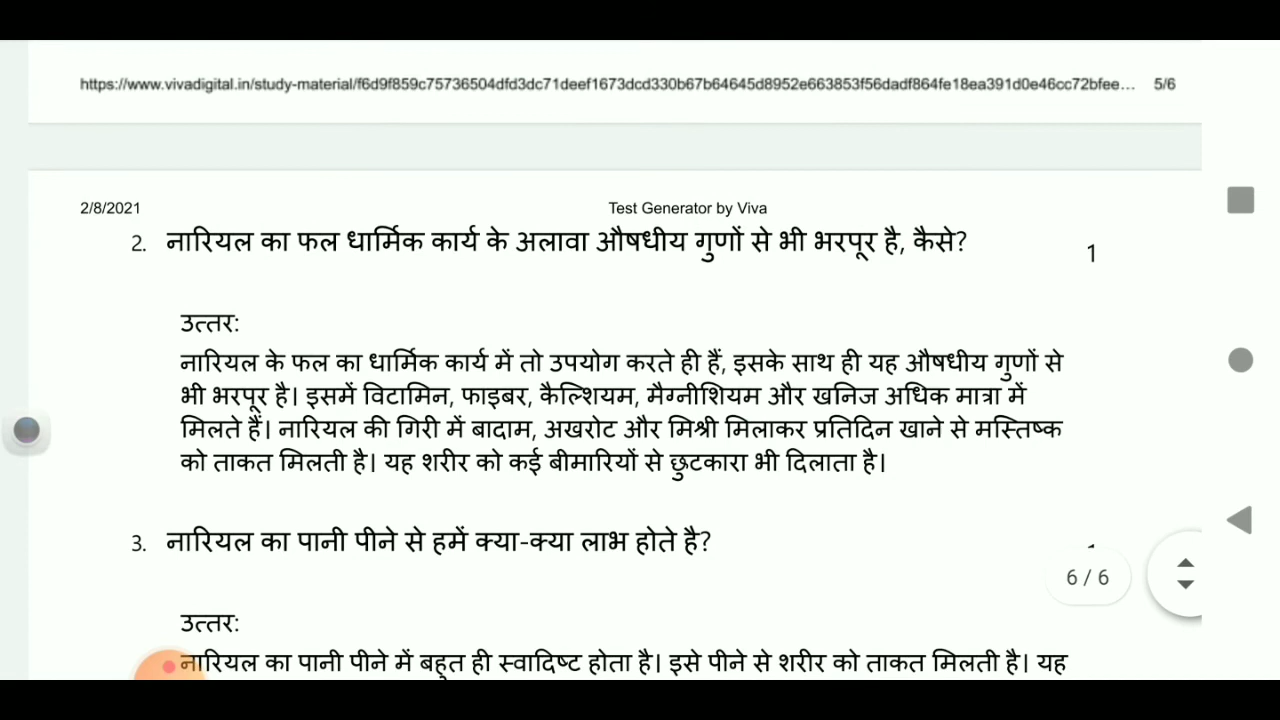 https://www.vivadigital.in/study-material/f6d9f859c75736504dfd3dc71deef1673dcd330b67b64645d8952e663853f56dadf864fe18ea391d0e46cc72bfee... 5/6
2/8/2021 Test Generator by Viva
2. नारियल का फल धार्मिक कार्य के अलावा औषधीय गुणों से भी भरपूर है, कैसे? 1
उत्तर:
नारियल के फल का धार्मिक कार्य में तो उपयोग करते ही हैं, इसके साथ ही यह औषधीय गुणों से
भी भरपूर है। इसमें विटामिन, फाइबर, कैल्शियम, मैग्नीशियम और खनिज अधिक मात्रा में
मिलते हैं। नारियल की गिरी में बादाम, अखरोट और मिश्री मिलाकर प्रतिदिन खाने से मस्तिष्क
को ताकत मिलती है। यह शरीर को कई बीमारियों से छुटकारा भी दिलाता है।
3. नारियल का पानी पीने से हमें क्या-क्या लाभ होते है?
6 / 6
उत्तर:
नारियल का पानी पीने में बहुत ही स्वादिष्ट होता है। इसे पीने से शरीर को ताकत मिलती है। यह